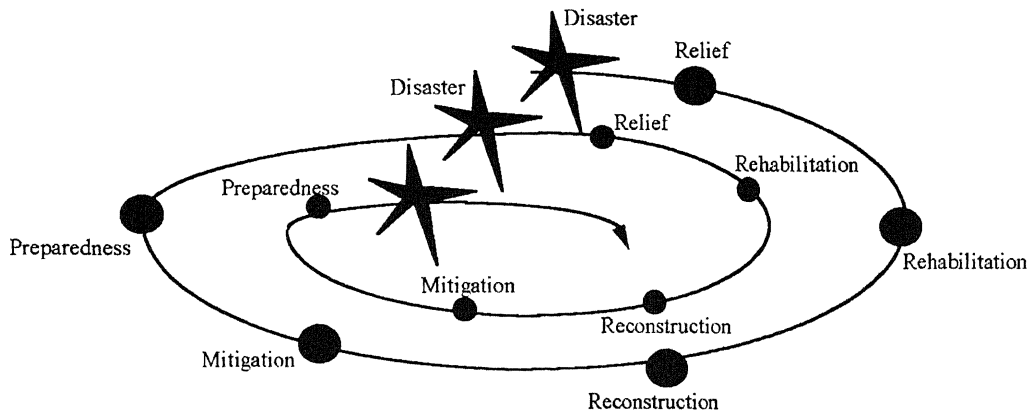 Disaster
Relief
Disaster
Relief
Rehabilitation
Preparedness
Preparedness
Rehabilitation
Mitigation
Reconstruction
Mitigation
Reconstruction